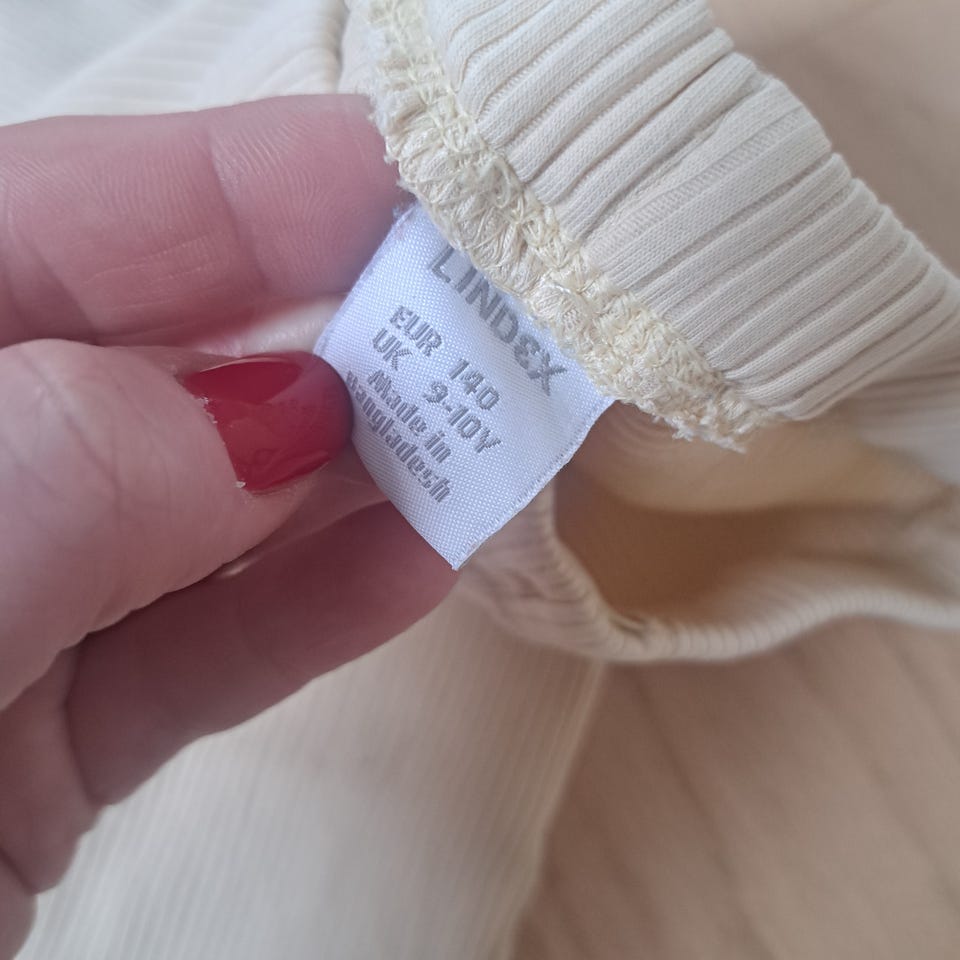 LINDEX
EUR 140
UK 9-10Y
Made in
Bangladesh